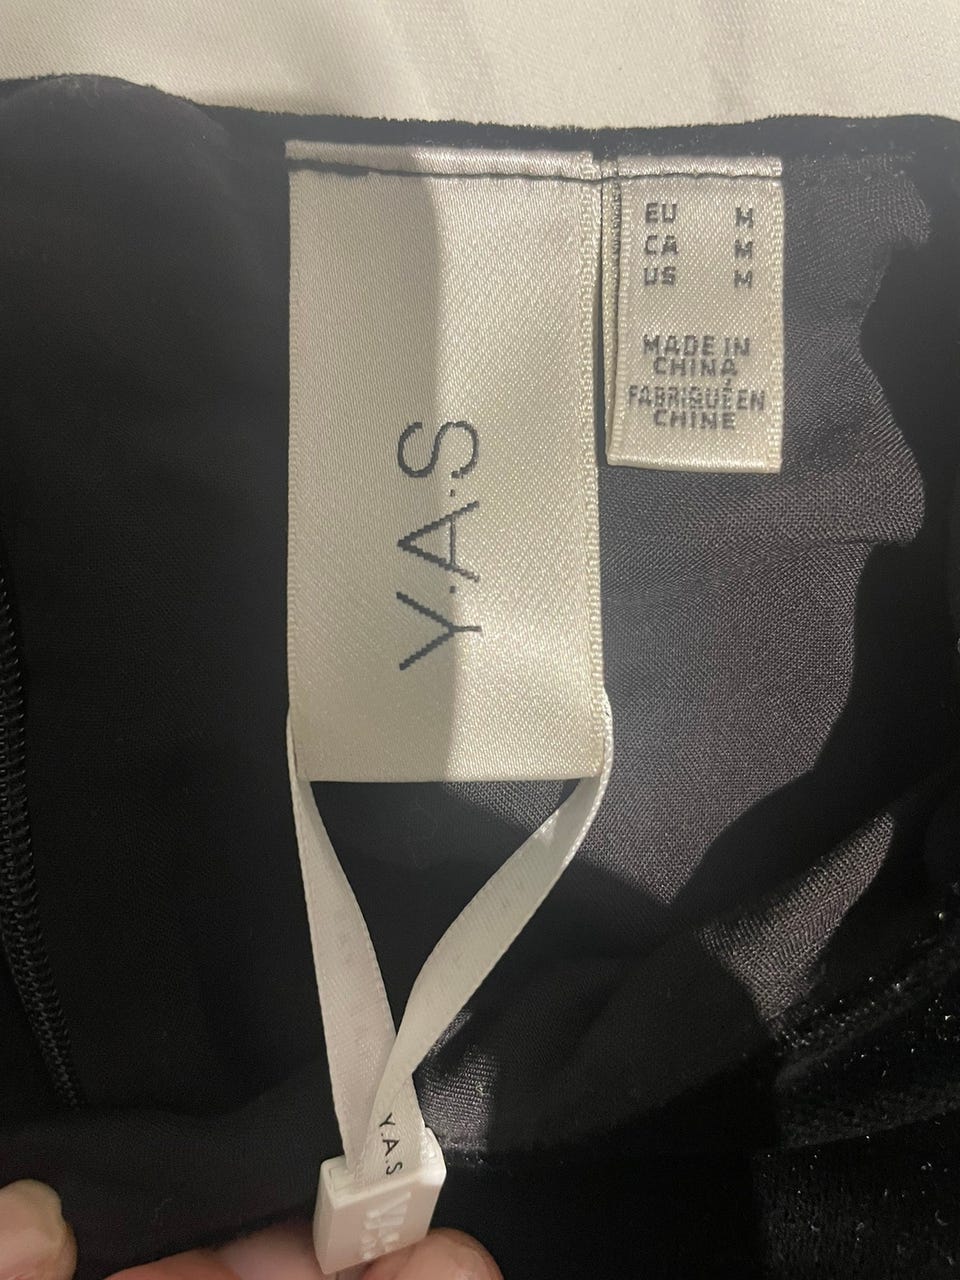 Y.A.S
EU M
CA M
US M
MADE IN
CHINA
FABRIQUÉ EN
CHINE
Y.A.S